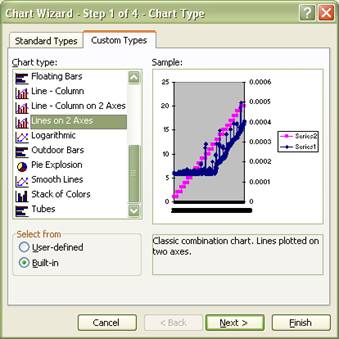 Chart Wizard - Step 1 of 4 - Chart Type
Standard Types
Custom Types
Chart type:
Floating Bars
Line - Column
Line - Column on 2 Axes
Lines on 2 Axes
Logarithmic
Outdoor Bars
Pie Explosion
Smooth Lines
Stack of Colors
Tubes
Select from
User-defined
Built-in
Sample:
25
20
15
10
5
0
0.0006
0.0005
0.0004
0.0003
0.0002
0.0001
0
Series2
Series1
Classic combination chart. Lines plotted on
two axes.
Cancel
< Back
Next >
Finish